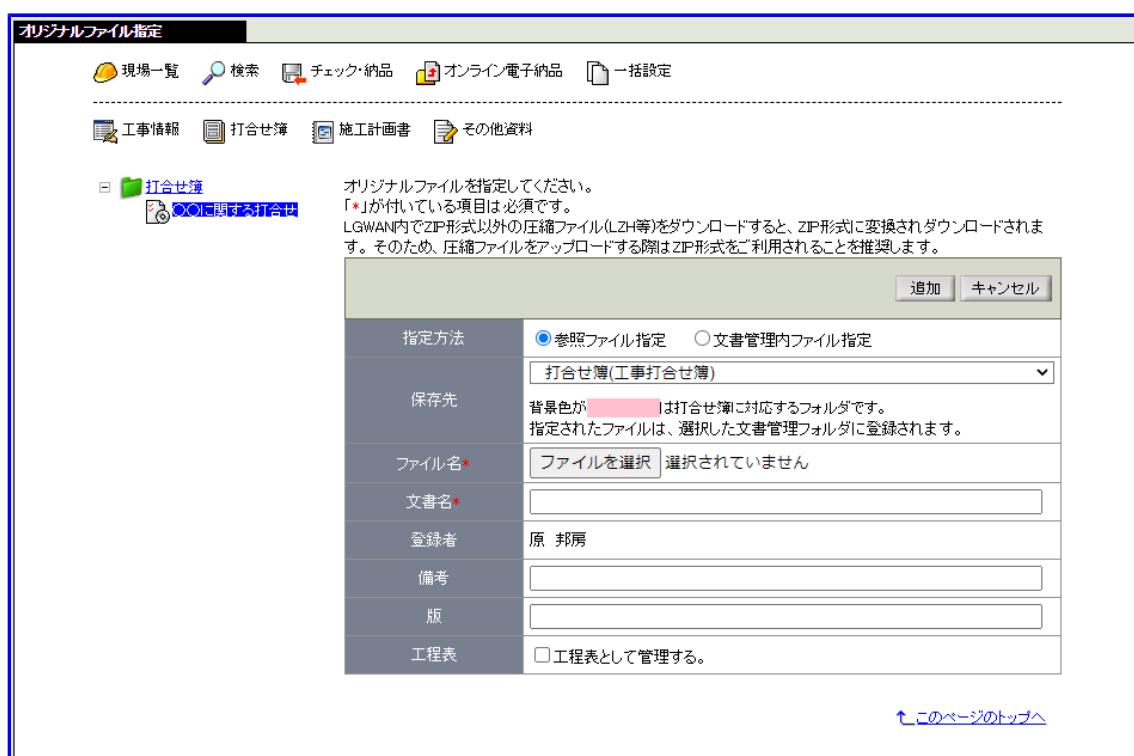 オリジナルファイル指定
現場一覧 検索 チェック・納品 オンライン電子納品 一括設定
工事情報 打合せ簿 施工計画書 その他資料
打合せ簿
〇〇に関する打合せ
オリジナルファイルを指定してください。
「*」が付いている項目は必須です。
LGWAN内でZIP形式以外の圧縮ファイル(LZH等)をダウンロードすると、ZIP形式に変換されダウンロードされま
す。そのため、圧縮ファイルをアップロードする際はZIP形式をご利用されることを推奨します。
追加 キャンセル
指定方法 参照ファイル指定 文書管理内ファイル指定
保存先 打合せ簿(工事打合せ簿)
背景色が は打合せ簿に対応するフォルダです。
指定されたファイルは、選択した文書管理フォルダに登録されます。
ファイル名* ファイルを選択 選択されていません
文書名*
登録者 原 邦房
備考
版
工程表 工程表として管理する。
↑_このページのトップへ